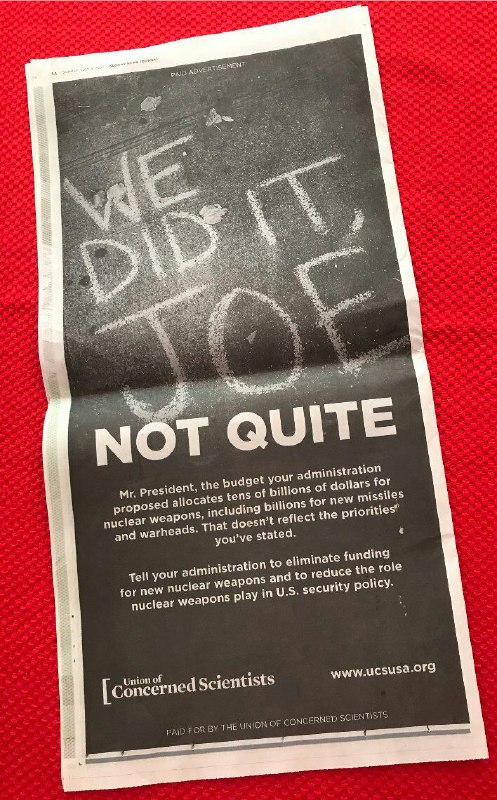 PAID ADVERTISEMENT
WE
DID IT,
JOE
NOT QUITE
Mr. President, the budget your administration
proposed allocates tens of billions of dollars for
nuclear weapons, including billions for new missiles
and warheads. That doesn't reflect the priorities
you've stated.
Tell your administration to eliminate funding
for new nuclear weapons and to reduce the role
nuclear weapons play in U.S. security policy.
[Union of
Concerned Scientists
www.ucsusa.org
PAID FOR BY THE UNION OF CONCERNED SCIENTISTS